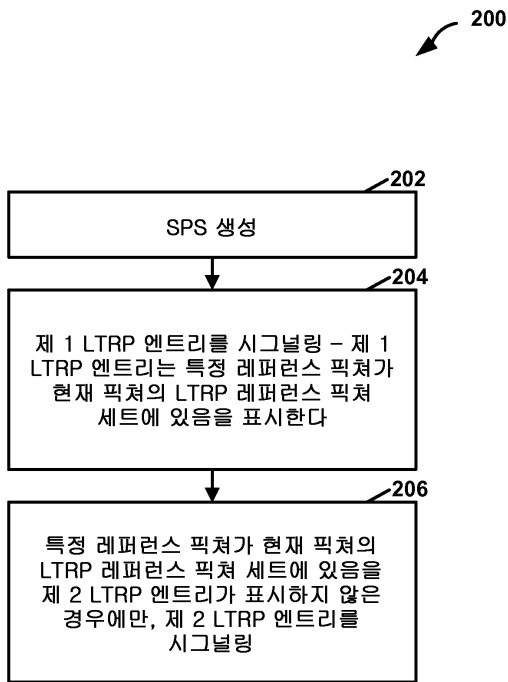 200
202
SPS 생성
204
제 1 LTRP 엔트리를 시그널링 – 제 1
LTRP 엔트리는 특정 레퍼런스 픽쳐가
현재 픽쳐의 LTRP 레퍼런스 픽쳐
세트에 있음을 표시한다
206
특정 레퍼런스 픽쳐가 현재 픽쳐의
LTRP 레퍼런스 픽쳐 세트에 있음을
제 2 LTRP 엔트리가 표시하지 않은
경우에만, 제 2 LTRP 엔트리를
시그널링